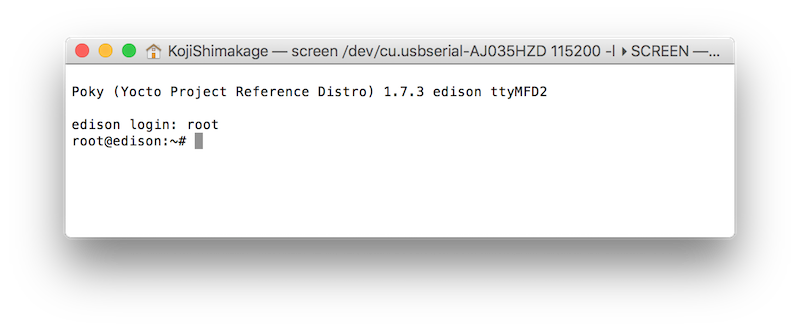 KojiShimakage — screen /dev/cu.usbserial-AJ035HZD 115200 -l ▸ SCREEN —...
Poky (Yocto Project Reference Distro) 1.7.3 edison ttyMFD2
edison login: root
root@edison:~#